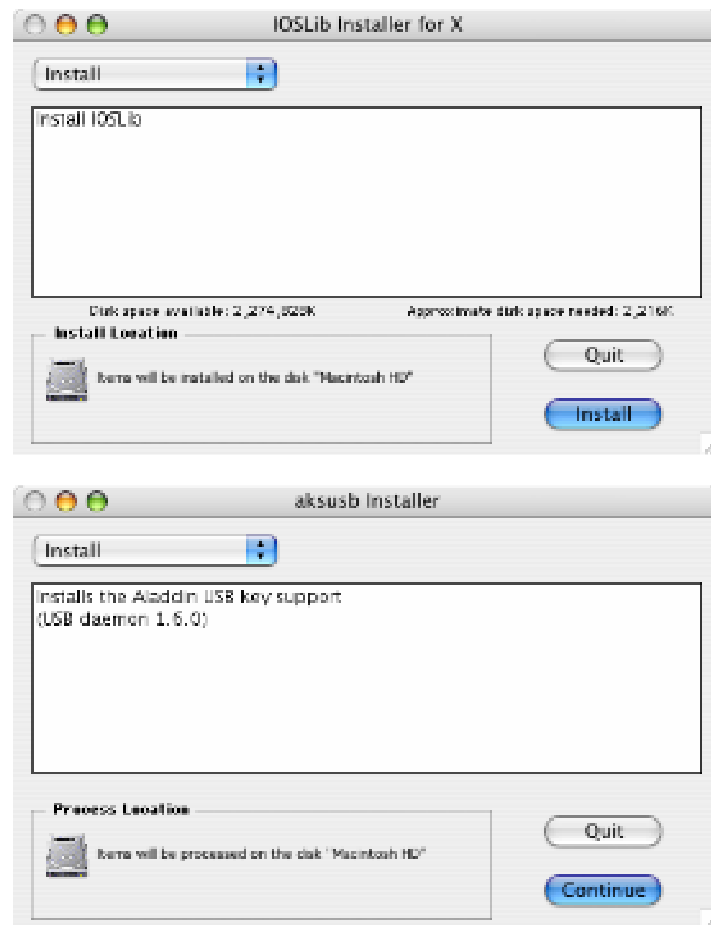 IOSLib Installer for X
Install
Install IOSLib
Disk space available: 2,274,828K Approximate disk space needed: 2,216K
Install Location
Items will be installed on the disk "Macintosh HD"
Quit
Install
aksusb Installer
Install
Installs the Aladdin USB key support
(USB daemon 1.6.0)
Process Location
Items will be processed on the disk "Macintosh HD"
Quit
Continue